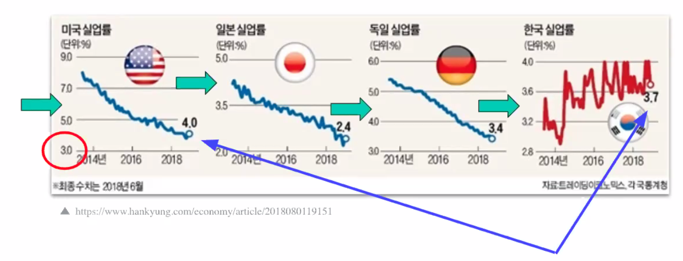 미국 실업률
(단위:%)
9.0
7.0
5.0
3.0
4.0
2014년 2016 2018
일본 실업률
(단위:%)
5.0
3.5
2.0
2.4
2014년 2016 2018
독일 실업률
(단위:%)
6.0
50
40
30
3.4
2014년 2016 2018
한국 실업률
(단위:%)
4.0
3.6
3.2
2.8
3.7
2014년 2016 2018
※최종수치는 2018년 6월
자료:트레이딩이코노믹스, 각국 통계청
▲ https://www.hankyung.com/economy/article/2018080119151